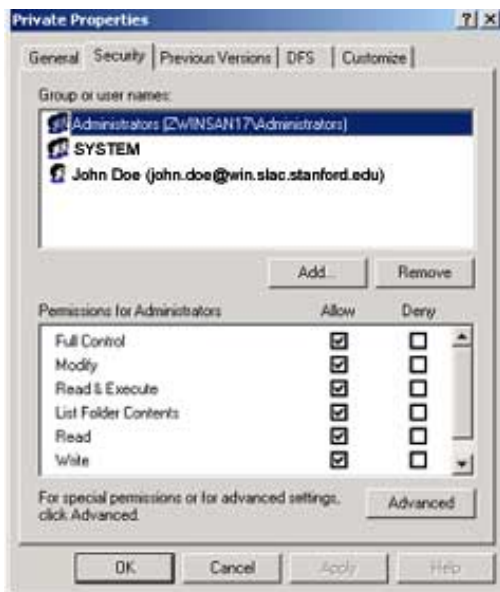 Private Properties
General Security Previous Versions DFS Customize
Group or user names:
Administrators (ZWINSAN17\Administrators)
SYSTEM
John Doe (john.doe@win.slac.stanford.edu)
Add... Remove
Permissions for Administrators Allow Deny
Full Control
Modify
Read & Execute
List Folder Contents
Read
Write
For special permissions or for advanced settings,
click Advanced.
Advanced
OK Cancel Apply Help